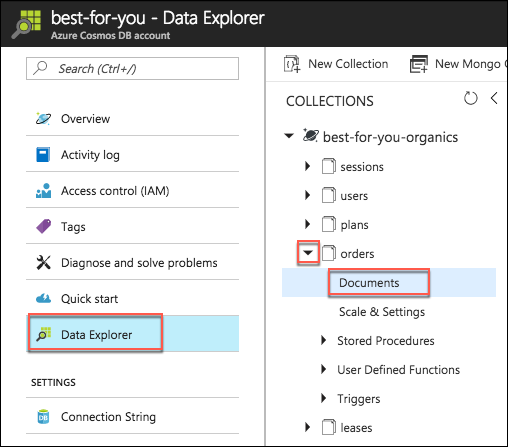 best-for-you - Data Explorer
Azure Cosmos DB account
Search (Ctrl+/)
Overview
Activity log
Access control (IAM)
Tags
Diagnose and solve problems
Quick start
Data Explorer
SETTINGS
Connection String
New Collection
New Mongo
COLLECTIONS
best-for-you-organics
sessions
users
plans
orders
Documents
Scale & Settings
Stored Procedures
User Defined Functions
Triggers
leases